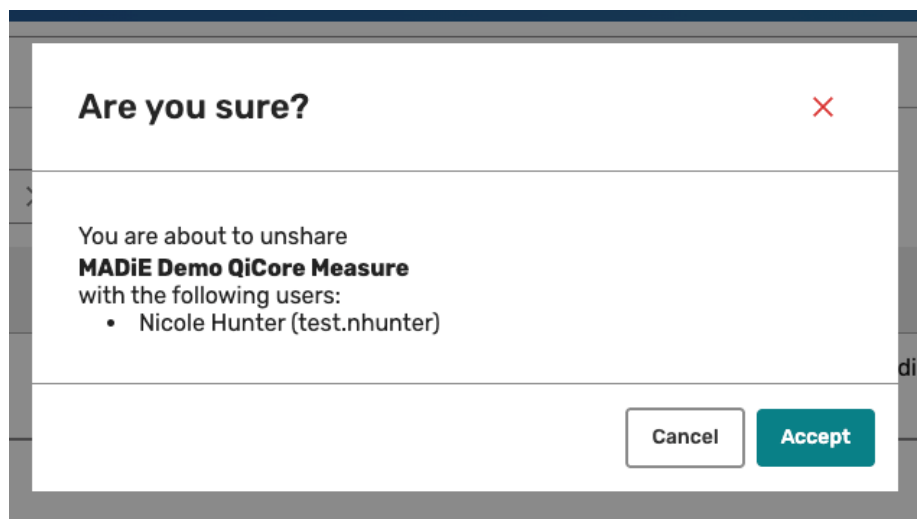 Are you sure?
You are about to unshare
MADiE Demo QiCore Measure
with the following users:
• Nicole Hunter (test.nhunter)
di
Cancel
Accept